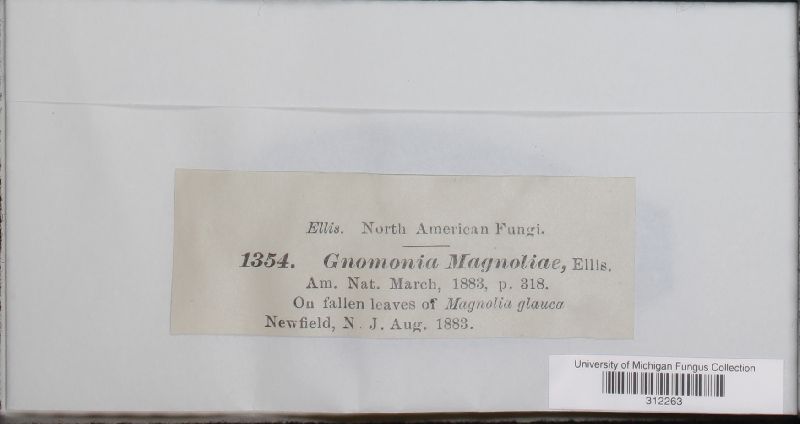 Ellis. North American Fungi.
1354. Gnomonia Magnoliae, Ellis.
Am. Nat. March, 1883, p. 318.
On fallen leaves of Magnolia glauca
Newfield, N. J. Aug. 1883.
University of Michigan Fungus Collection
312263